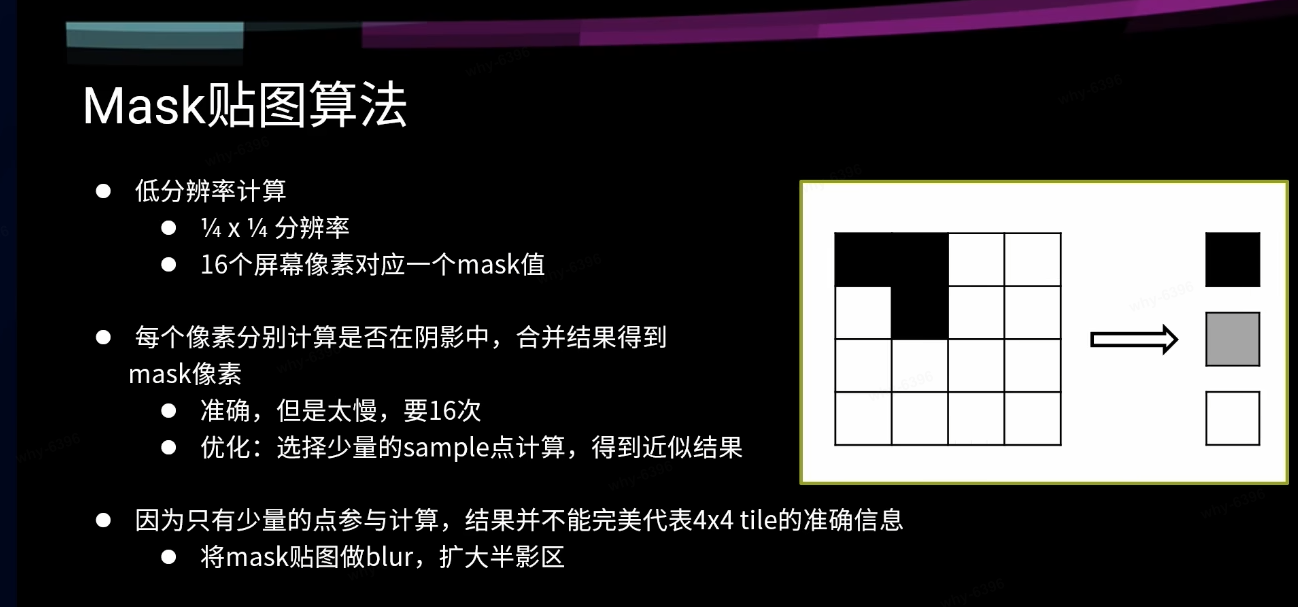 Mask贴图算法
低分辨率计算
¼ x ¼ 分辨率
16个屏幕像素对应一个mask值
每个像素分别计算是否在阴影中，合并结果得到
mask像素
准确，但是太慢，要16次
优化：选择少量的sample点计算，得到近似结果
因为只有少量的点参与计算，结果并不能完美代表4x4 tile的准确信息
将mask贴图做blur，扩大半影区